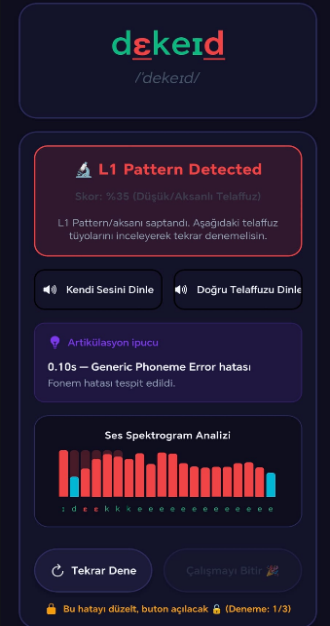 dɛkeɪd
/ˈdekeɪd/
🔬 L1 Pattern Detected
Skor: %35 (Düşük/Aksanlı Telaffuz)
L1 Pattern/aksanı saptandı. Aşağıdaki telaffuz
tüyolarını inceleyerek tekrar denemelisin.
🔊 Kendi Sesini Dinle
🔊 Doğru Telaffuzu Dinle
💡 Artikülasyon ipucu
0.10s — Generic Phoneme Error hatası
Fonem hatası tespit edildi.
Ses Spektrogram Analizi
ː d ɛ ɛ k k k e e e e e e e e e e e e e
↻ Tekrar Dene
Çalışmayı Bitir 🎉
🔒 Bu hatayı düzelt, buton açılacak 🔓 (Deneme: 1/3)